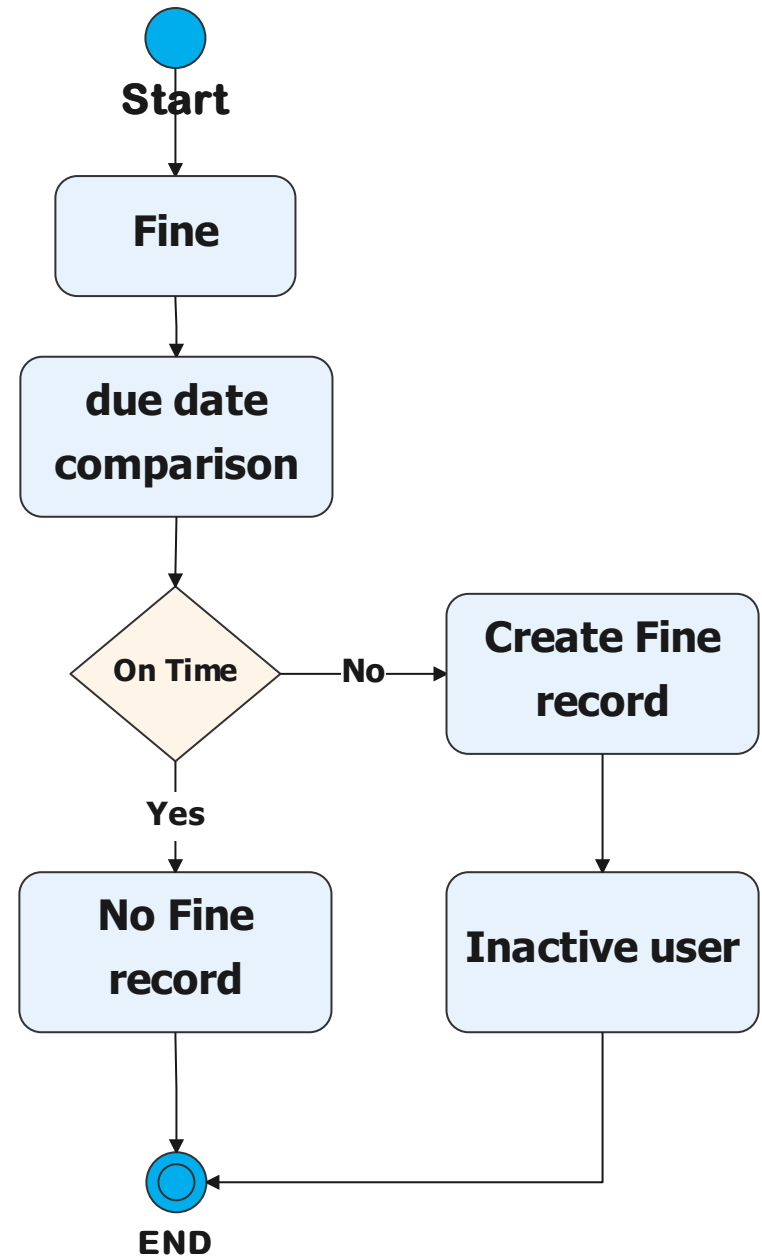 Start
Fine
due date
comparison
On Time
No
Create Fine
record
Yes
No Fine
record
Inactive user
END